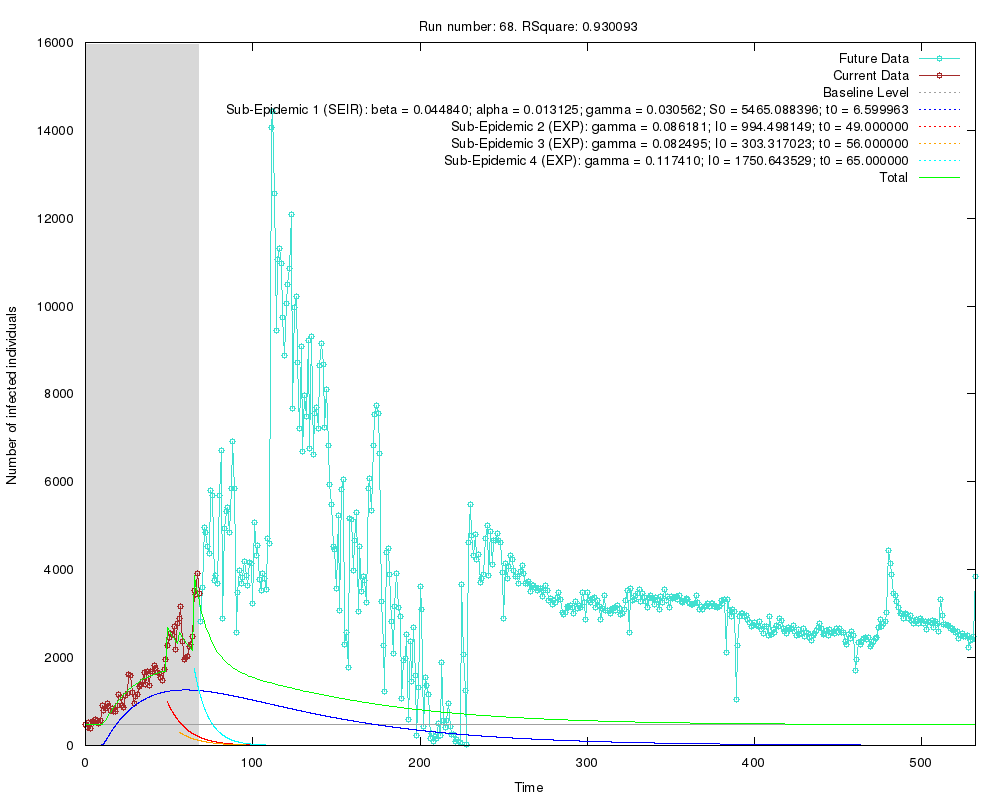 Run number: 68. RSquare: 0.930093
Number of infected individuals
16000
14000
12000
10000
8000
6000
4000
2000
0
Future Data
Current Data
Baseline Level
Sub-Epidemic 1 (SEIR): beta = 0.044840; alpha = 0.013125; gamma = 0.030562; S0 = 5465.088396; t0 = 6.599963
Sub-Epidemic 2 (EXP): gamma = 0.086181; I0 = 994.498149; t0 = 49.000000
Sub-Epidemic 3 (EXP): gamma = 0.082495; I0 = 303.317023; t0 = 56.000000
Sub-Epidemic 4 (EXP): gamma = 0.117410; I0 = 1750.643529; t0 = 65.000000
Total
0 100 200 300 400 500
Time